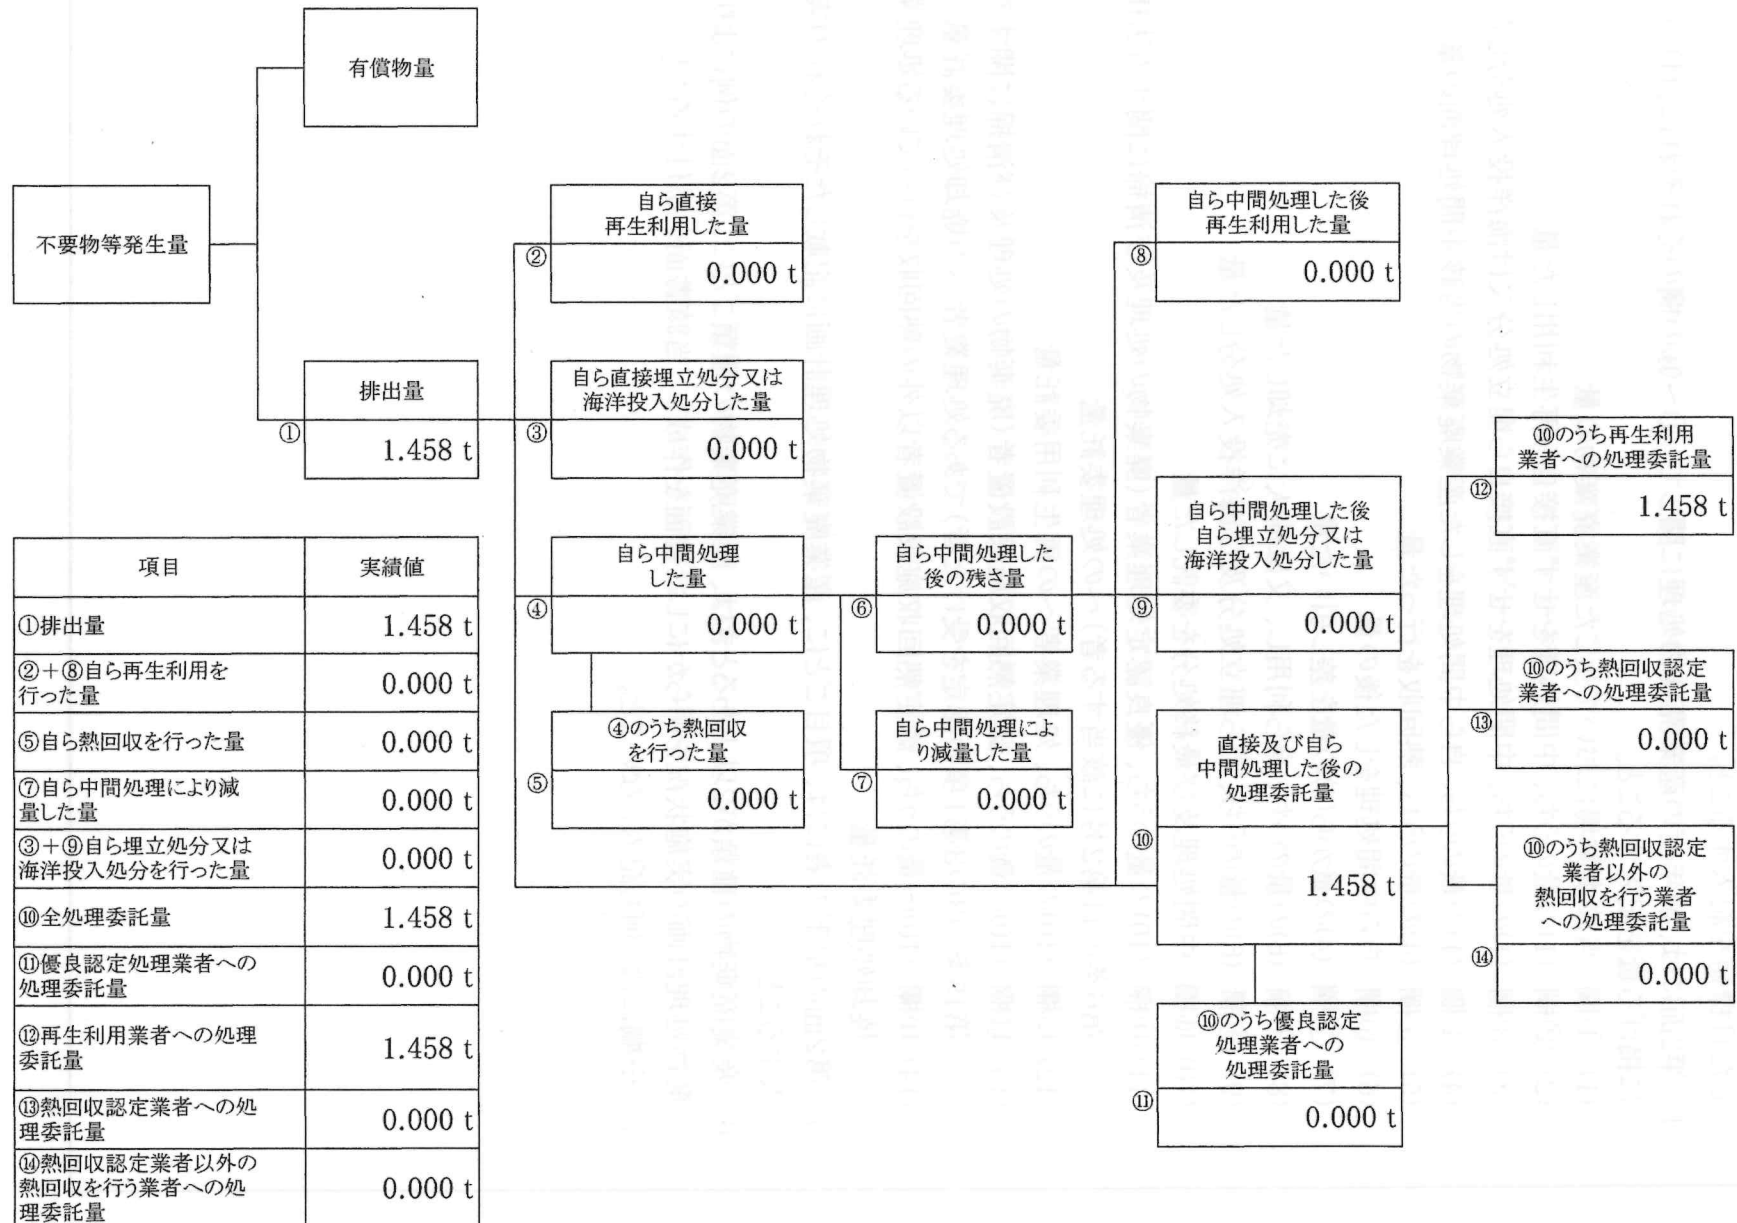 有償物量
不要物等発生量
排出量
①
1.458 t
自ら直接
再生利用した量
②
0.000 t
自ら直接埋立処分又は
海洋投入処分した量
③
0.000 t
自ら中間処理
した量
④
0.000 t
④のうち熱回収
を行った量
⑤
0.000 t
自ら中間処理した
後の残さ量
⑥
0.000 t
自ら中間処理によ
り減量した量
⑦
0.000 t
自ら中間処理した後
再生利用した量
⑧
0.000 t
自ら中間処理した後
自ら埋立処分又は
海洋投入処分した量
⑨
0.000 t
直接及び自ら
中間処理した後の
処理委託量
⑩
1.458 t
⑩のうち優良認定
処理業者への
処理委託量
⑪
0.000 t
⑩のうち再生利用
業者への処理委託量
⑫
1.458 t
⑩のうち熱回収認定
業者への処理委託量
⑬
0.000 t
⑩のうち熱回収認定
業者以外の
熱回収を行う業者
への処理委託量
⑭
0.000 t
項目 実績値
①排出量 1.458 t
②+⑧自ら再生利用を
行った量 0.000 t
⑤自ら熱回収を行った量 0.000 t
⑦自ら中間処理により減
量した量 0.000 t
③+⑨自ら埋立処分又は
海洋投入処分を行った量 0.000 t
⑩全処理委託量 1.458 t
⑪優良認定処理業者への
処理委託量 0.000 t
⑫再生利用業者への処理
委託量 1.458 t
⑬熱回収認定業者への処
理委託量 0.000 t
⑭熱回収認定業者以外の
熱回収を行う業者への処
理委託量 0.000 t